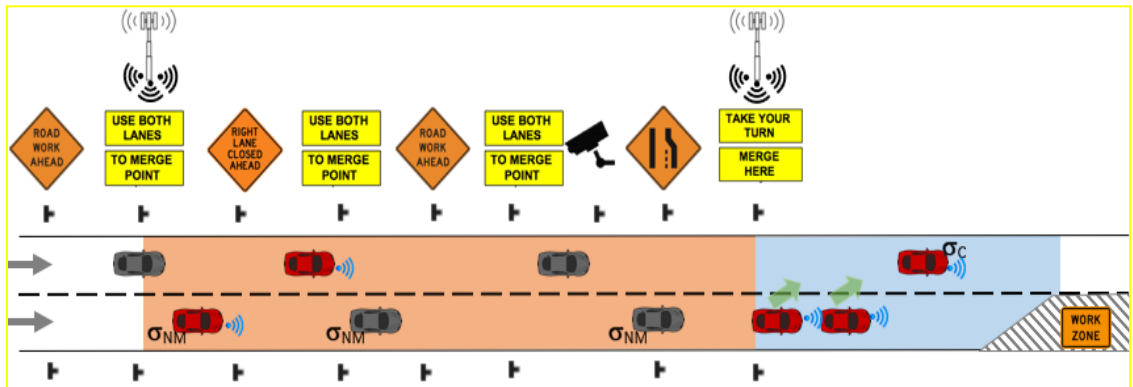 ROAD
WORK
AHEAD
USE BOTH
LANES
TO MERGE
POINT
RIGHT
LANE
CLOSED
AHEAD
USE BOTH
LANES
TO MERGE
POINT
ROAD
WORK
AHEAD
USE BOTH
LANES
TO MERGE
POINT
TAKE YOUR
TURN
MERGE
HERE
σC
σNM
σNM
σNM
WORK
ZONE